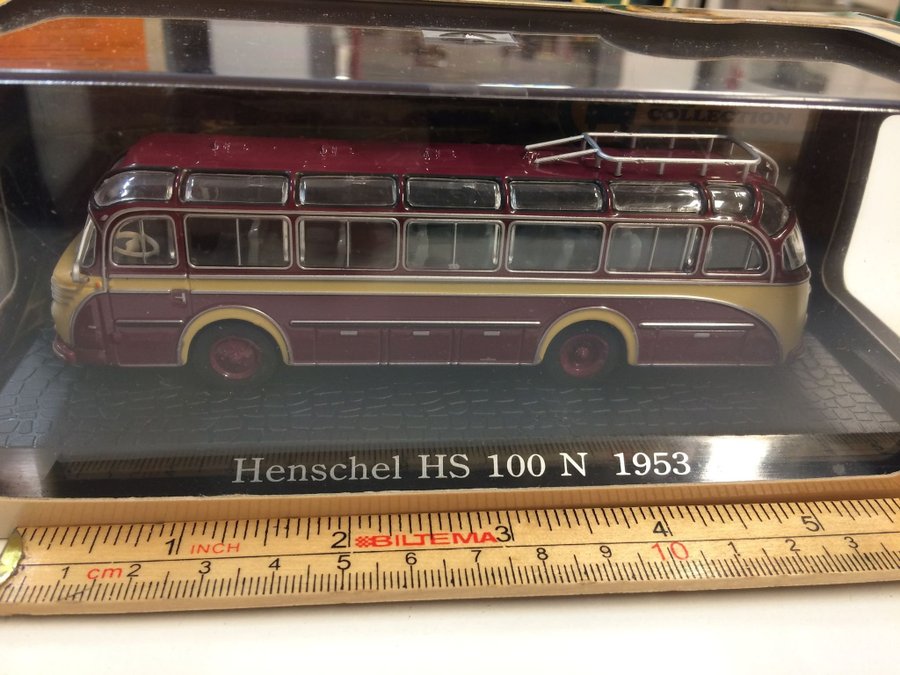 COLLECTION
Henschel HS 100 N 1953
1 INCH 2 BILTEMA 3 4 5
1 cm 2 3 4 5 6 7 8 9 10 1 2 3